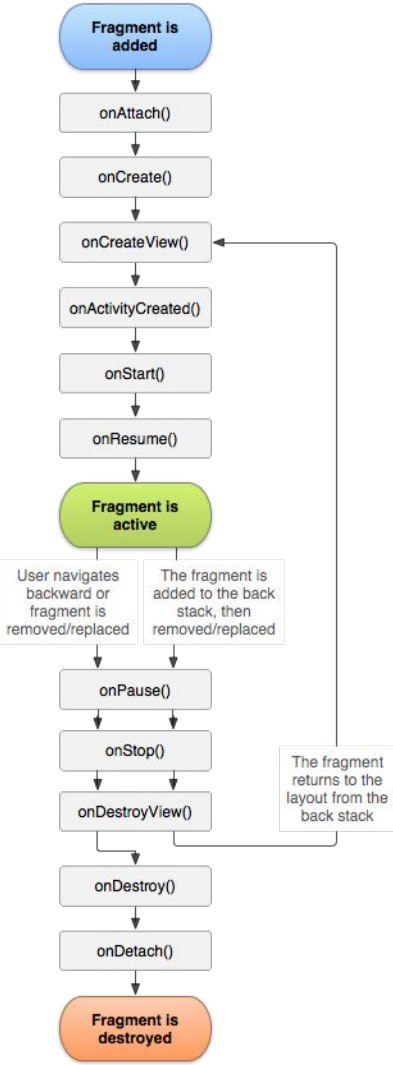 Fragment is
added
onAttach()
onCreate()
onCreateView()
onActivityCreated()
onStart()
onResume()
Fragment is
active
User navigates
backward or
fragment is
removed/replaced
The fragment is
added to the back
stack, then
removed/replaced
onPause()
onStop()
The fragment
returns to the
layout from the
back stack
onDestroyView()
onDestroy()
onDetach()
Fragment is
destroyed